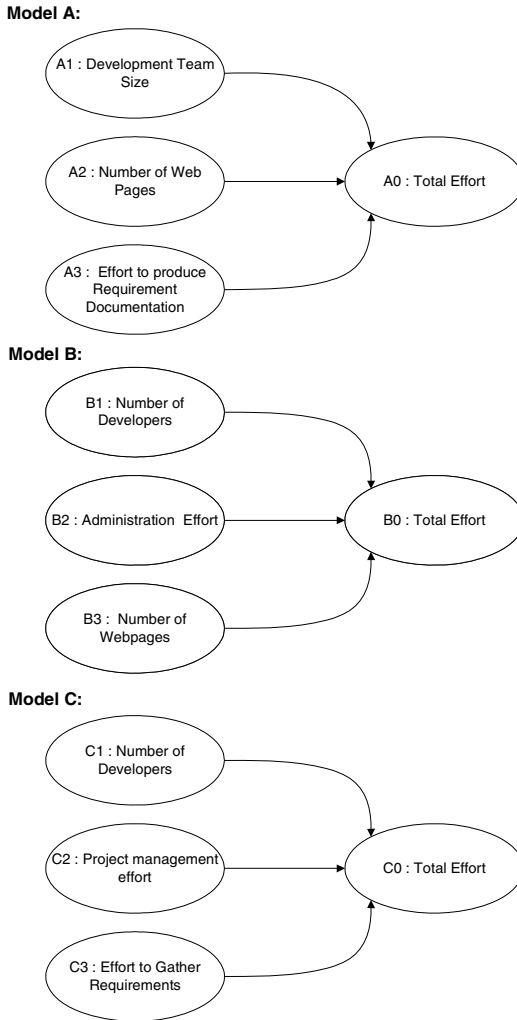 Model A:
A1 : Development Team
Size
A2 : Number of Web
Pages
A0 : Total Effort
A3 :  Effort to produce
Requirement
Documentation
Model B:
B1 : Number of
Developers
B2 : Administration  Effort
B0 : Total Effort
B3 :  Number of
Webpages
Model C:
C1 : Number of
Developers
C2 : Project management
effort
C0 : Total Effort
C3 : Effort to Gather
Requirements